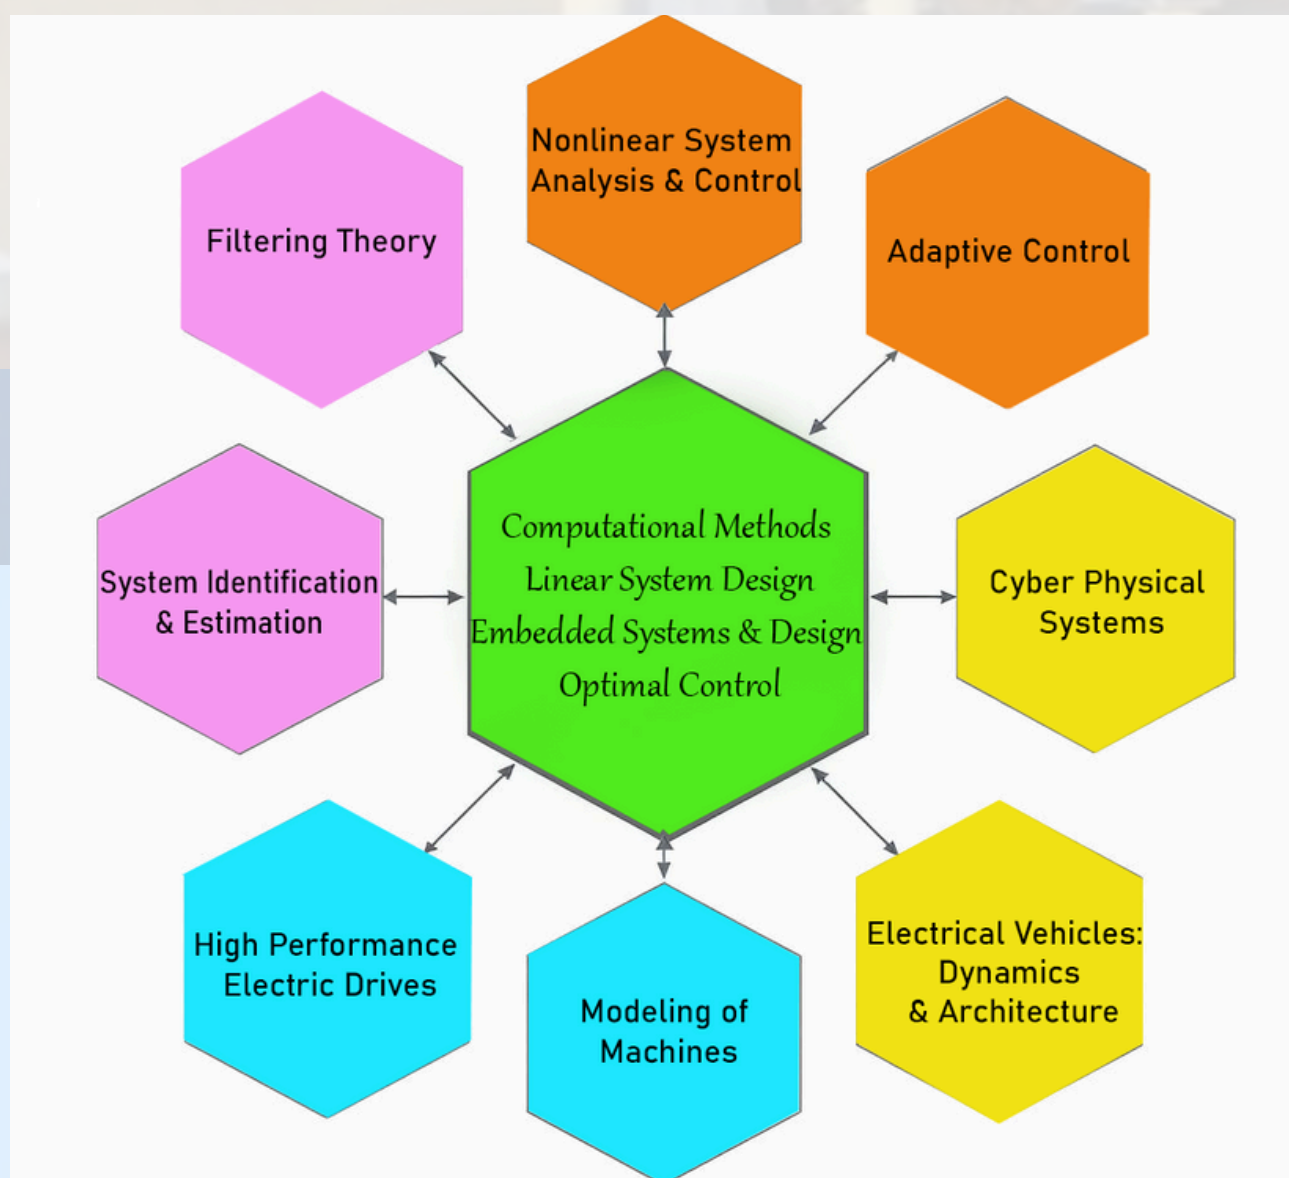 Nonlinear System
Analysis & Control
Filtering Theory
Adaptive Control
Computational Methods
Linear System Design
Embedded Systems & Design
Optimal Control
System Identification
& Estimation
Cyber Physical
Systems
High Performance
Electric Drives
Modeling of
Machines
Electrical Vehicles:
Dynamics
& Architecture